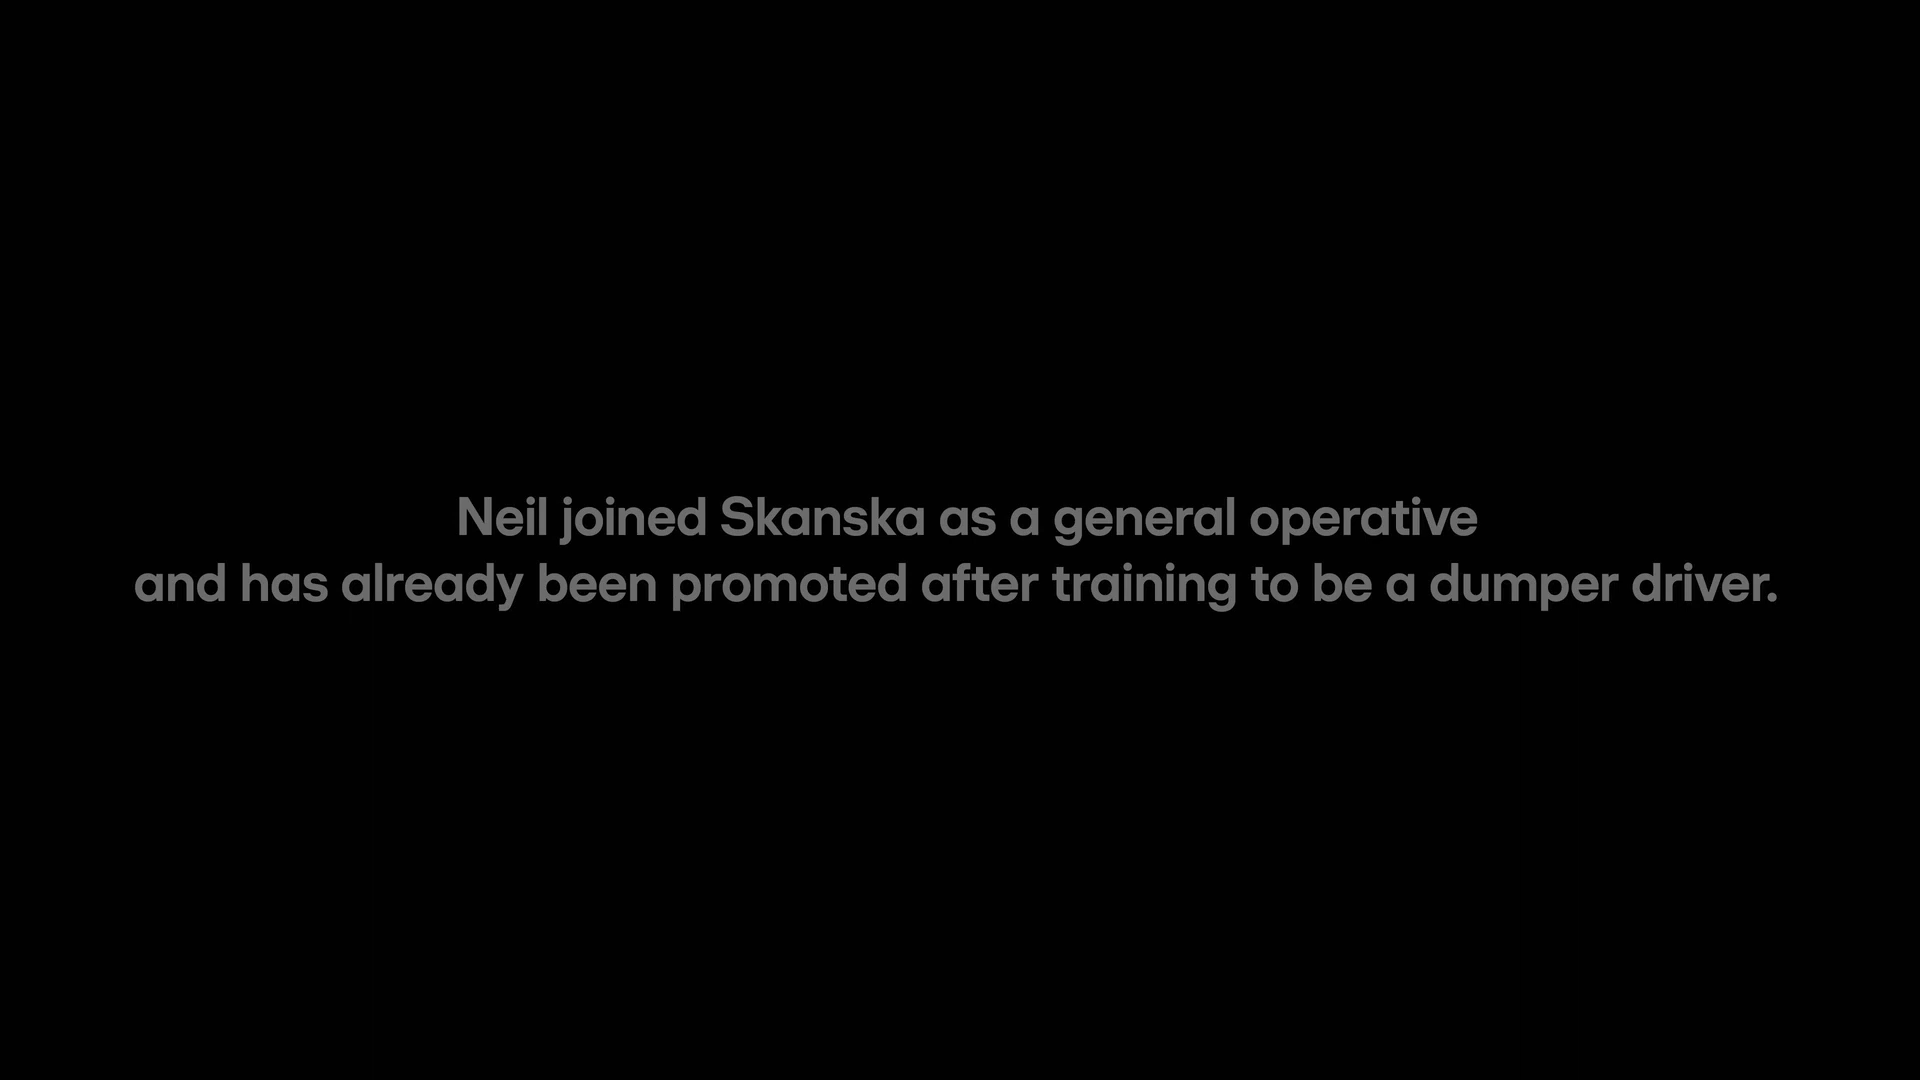 Neil joined Skanska as a general operative
and has already been promoted after training to be a dumper driver.